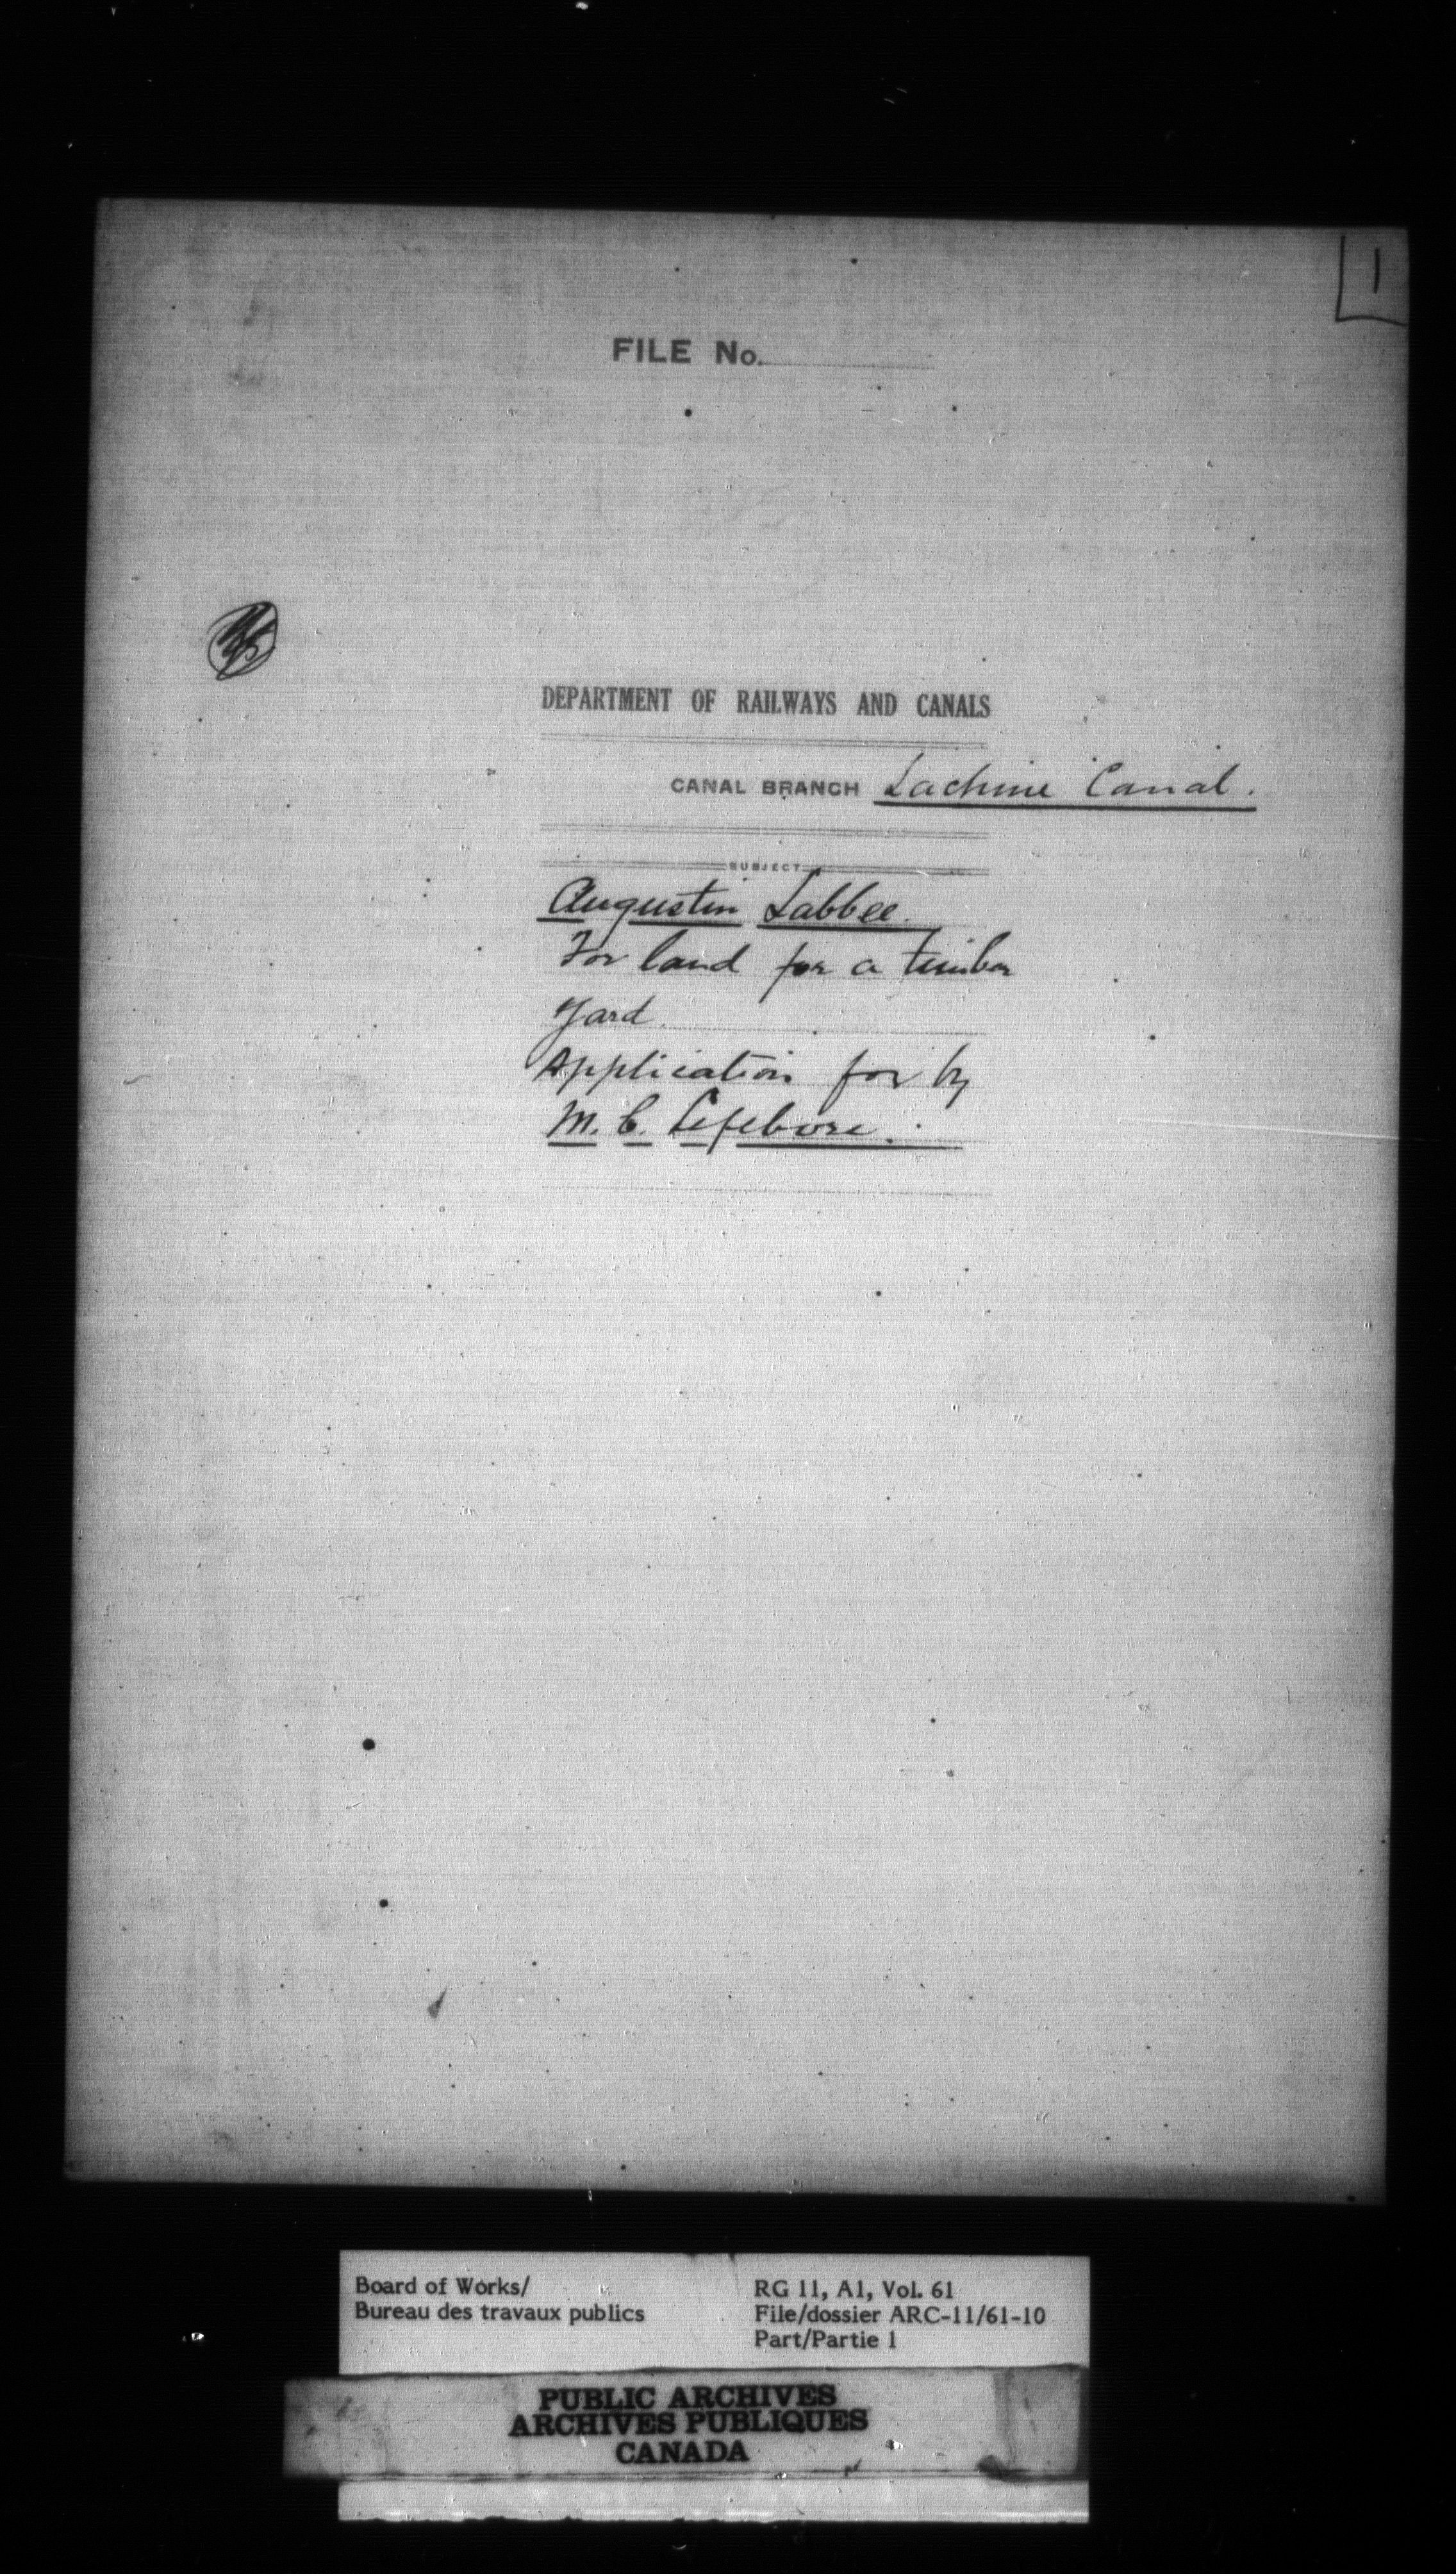 1
FILE No.
DEPARTMENT OF RAILWAYS AND CANALS
CANAL BRANCH Lachine Canal.
SUBJECT
Augustin Labbee.
For land for a timber
yard.
Application for by
M. C. Lefebvre.
Board of Works/
Bureau des travaux publics
RG 11, A1, Vol. 61
File/dossier ARC-11/61-10
Part/Partie 1
PUBLIC ARCHIVES
ARCHIVES PUBLIQUES
CANADA